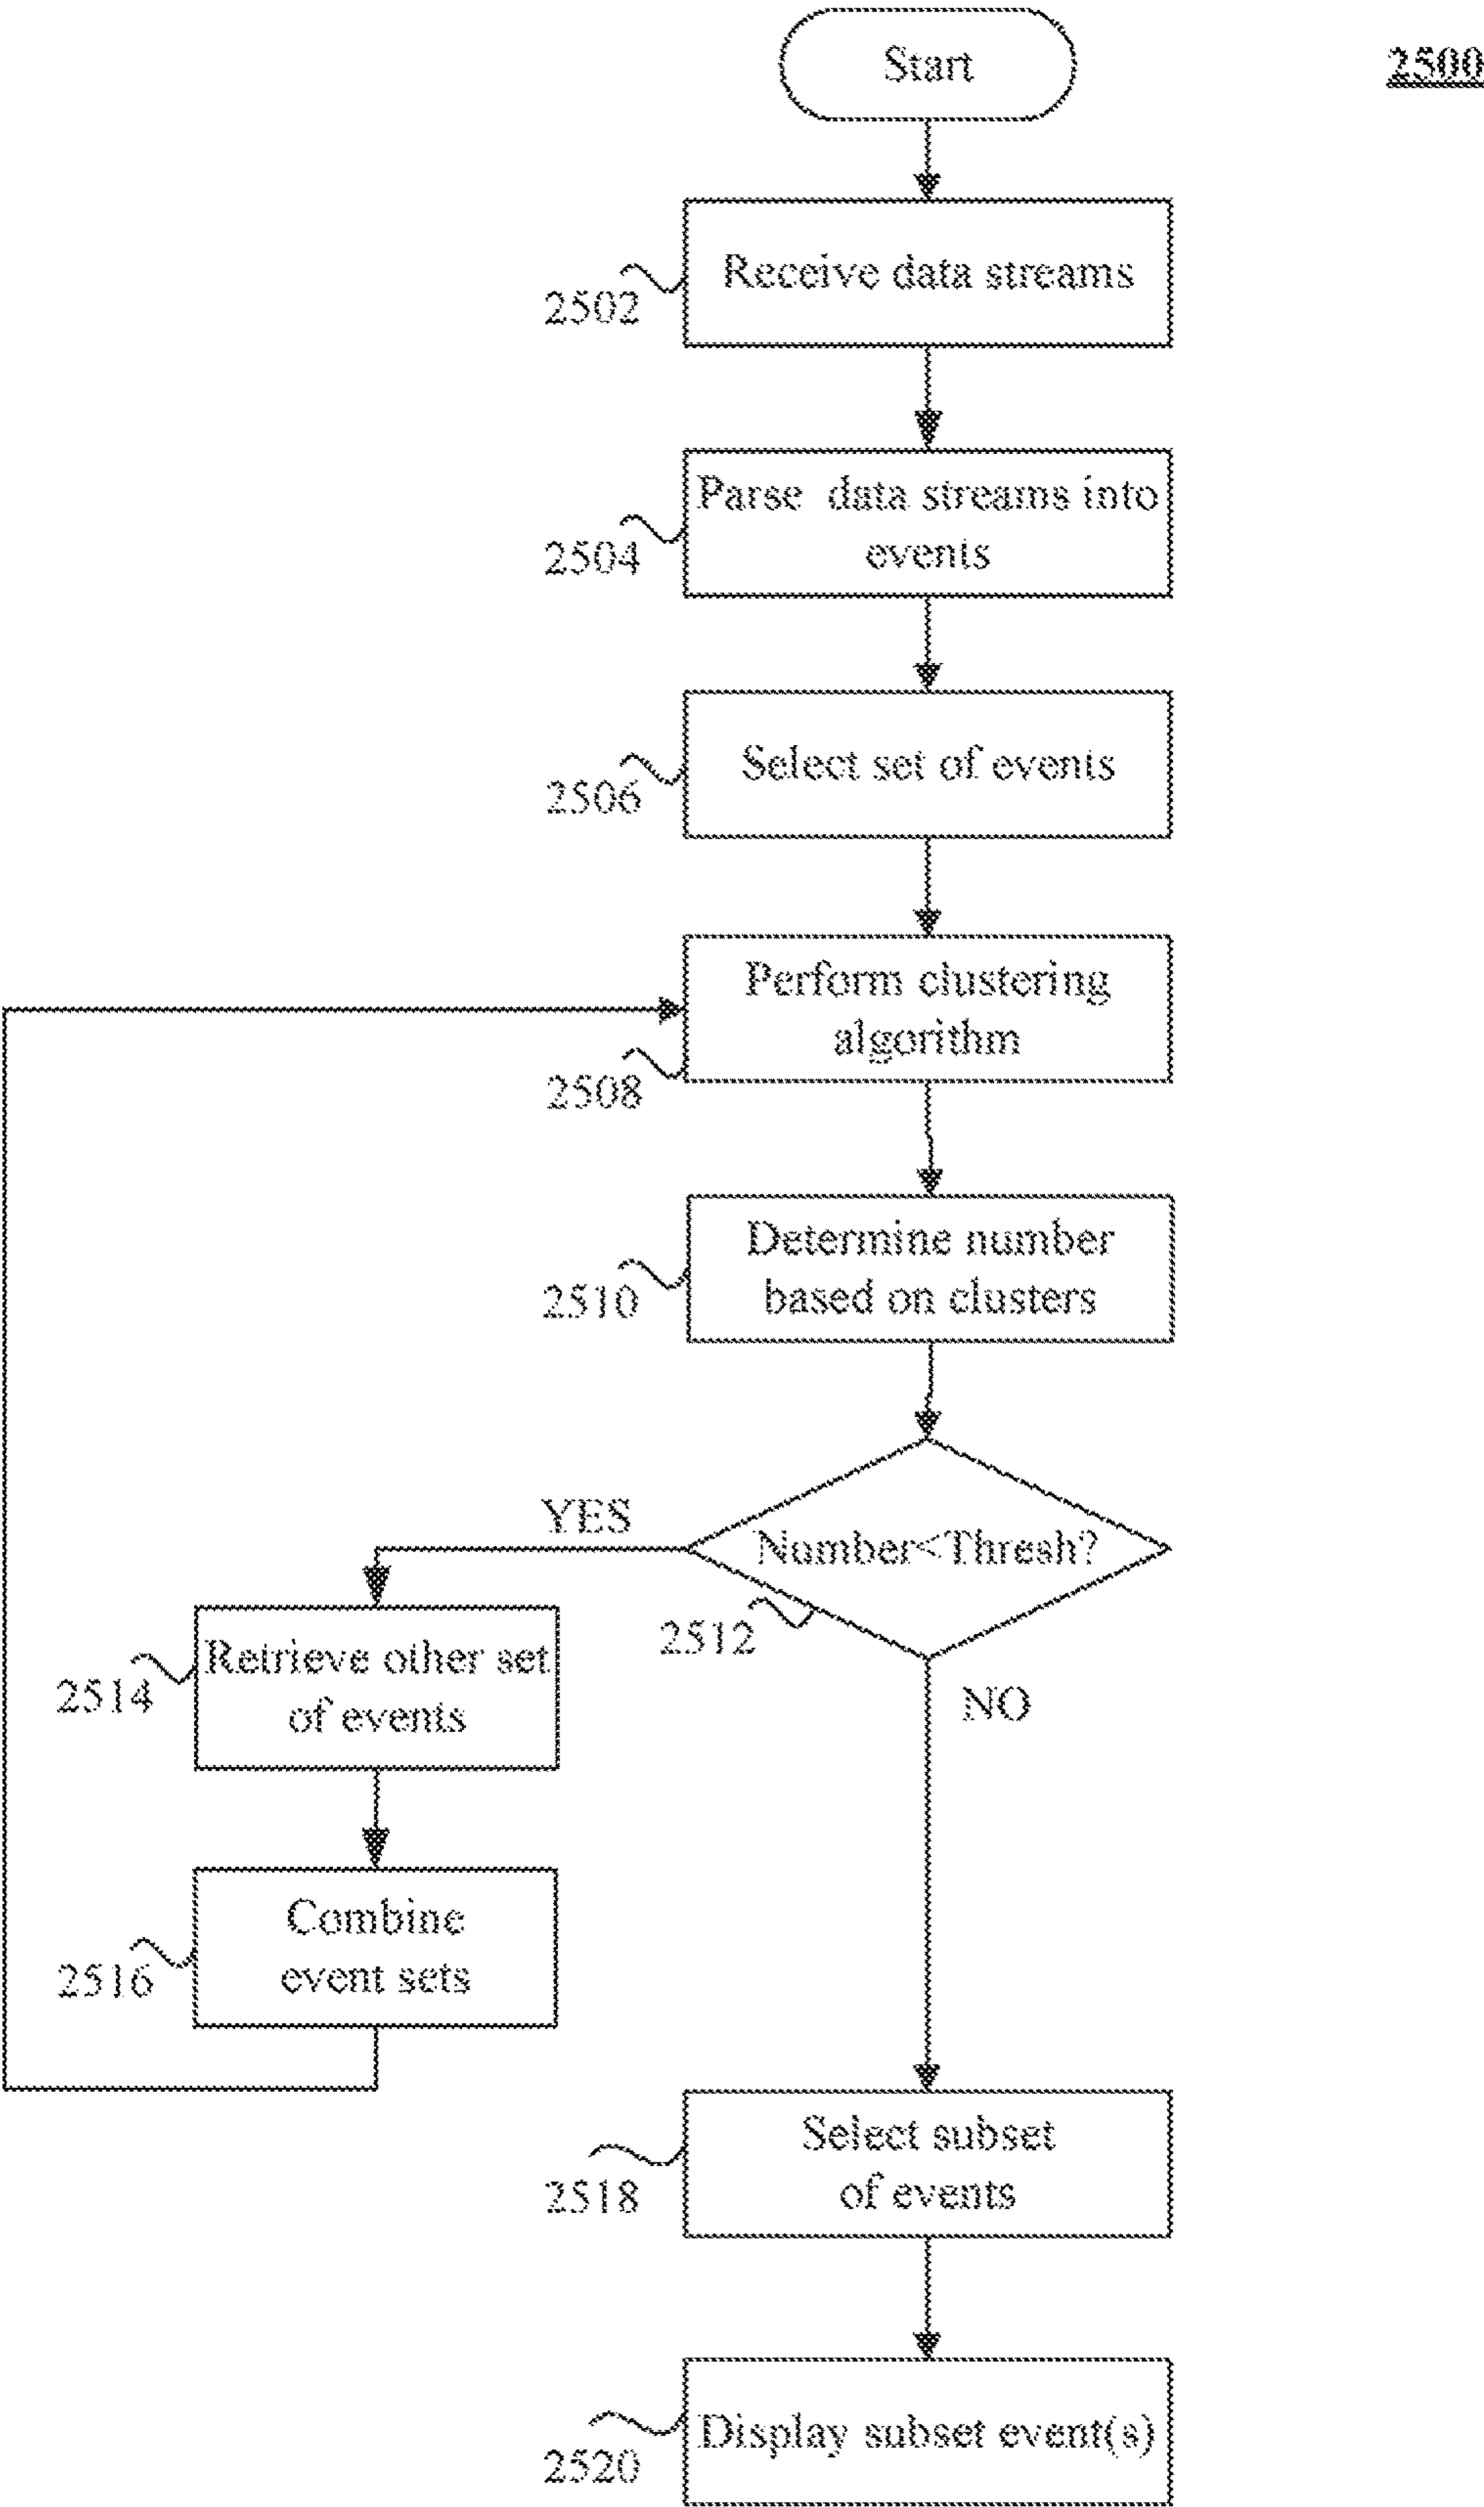 Start
2500
Receive data streams
2502
Parse data streams into
events
2504
Select set of events
2506
Perform clustering
algorithm
2508
Determine number
based on clusters
2510
YES
Number<Thresh?
2512
NO
Retrieve other set
of events
2514
Combine
event sets
2516
Select subset
of events
2518
Display subset event(s)
2520